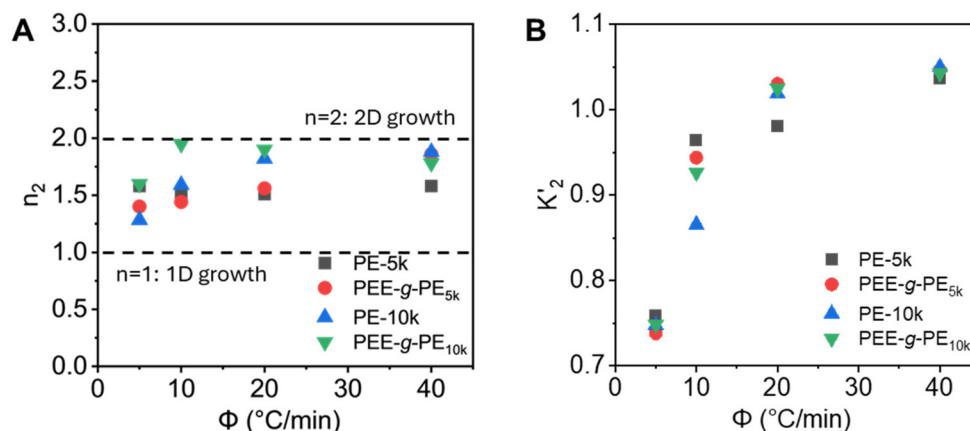 A
3.0
2.5
2.0
1.5
1.0
0.5
0.0
n₂
n=2: 2D growth
n=1: 1D growth
PE-5k
PEE-g-PE₅ₖ
PE-10k
PEE-g-PE₁₀ₖ
0 10 20 30 40
Φ (°C/min)
B
1.1
1.0
0.9
0.8
0.7
K'₂
PE-5k
PEE-g-PE₅ₖ
PE-10k
PEE-g-PE₁₀ₖ
0 10 20 30 40
Φ (°C/min)